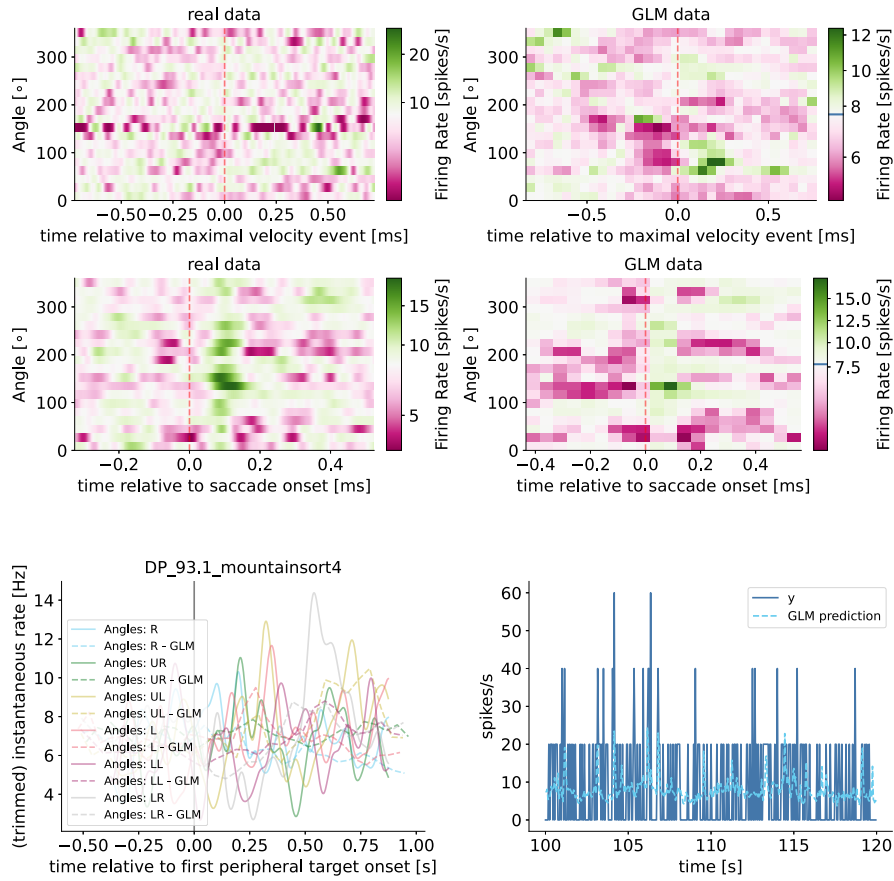 real data
GLM data
300
200
100
0
Angle [∘]
−0.50 −0.25 0.00 0.25 0.50
time relative to maximal velocity event [ms]
20
10
Firing Rate [spikes/s]
300
200
100
0
Angle [∘]
−0.5 0.0 0.5
time relative to maximal velocity event [ms]
12
8
6
Firing Rate [spikes/s]
real data
GLM data
300
200
100
0
Angle [∘]
−0.2 0.0 0.2 0.4
time relative to saccade onset [ms]
15
10
5
Firing Rate [spikes/s]
300
200
100
0
Angle [∘]
−0.4 −0.2 0.0 0.2 0.4
time relative to saccade onset [ms]
15.0
12.5
10.0
7.5
Firing Rate [spikes/s]
DP_93.1_mountainsort4
(trimmed) instantaneous rate [Hz]
14
12
10
8
6
4
Angles: R
Angles: R - GLM
Angles: UR
Angles: UR - GLM
Angles: UL
Angles: UL - GLM
Angles: L
Angles: L - GLM
Angles: LL
Angles: LL - GLM
Angles: LR
Angles: LR - GLM
−0.50 −0.25 0.00 0.25 0.50 0.75 1.00
time relative to first peripheral target onset [s]
spikes/s
60
50
40
30
20
10
0
y
GLM prediction
100 105 110 115 120
time [s]